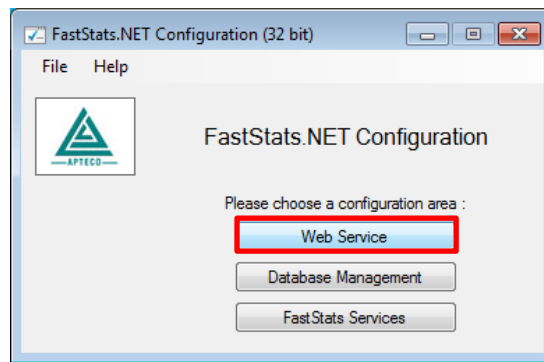 FastStats.NET Configuration (32 bit)
File Help
APTECO
FastStats.NET Configuration
Please choose a configuration area :
Web Service
Database Management
FastStats Services